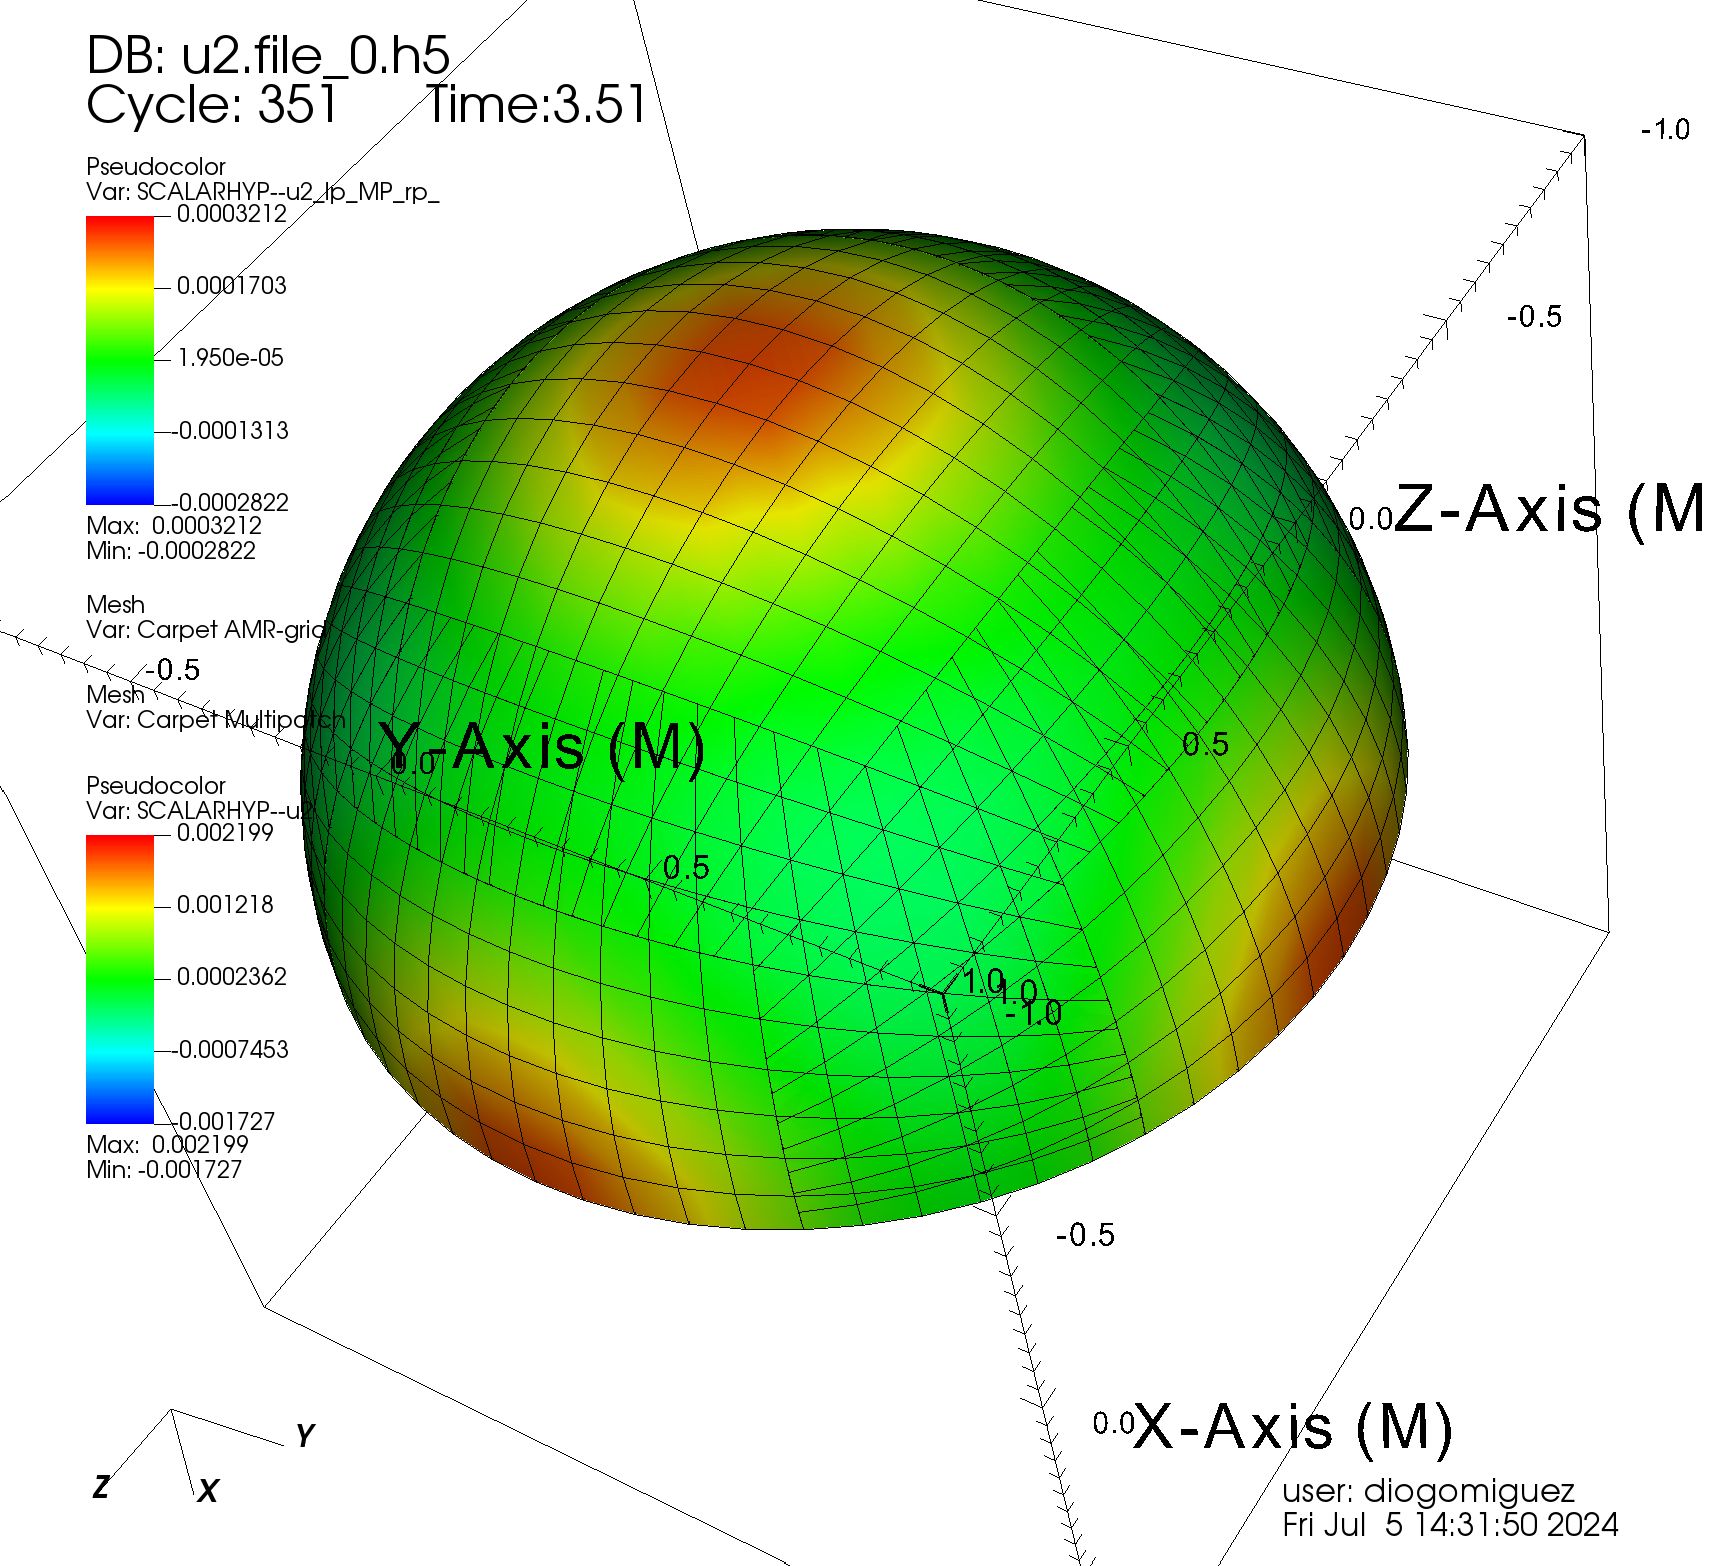 DB: u2.file_0.h5
Cycle: 351 Time:3.51
Pseudocolor
Var: SCALARHYP--u2_lp_MP_rp_
0.0003212
0.0001703
1.950e-05
-0.0001313
-0.0002822
Max: 0.0003212
Min: -0.0002822
Mesh
Var: Carpet AMR-grid
Mesh
Var: Carpet Multipatch
Pseudocolor
Var: SCALARHYP--u2
0.002199
0.001218
0.0002362
-0.0007453
-0.001727
Max: 0.002199
Min: -0.001727
-1.0
-0.5
0.0
Z-Axis (M
0.5
1.0
-0.5
Y-Axis (M)
0.0
0.5
1.0
-1.0
-0.5
0.0
X-Axis (M)
Y
Z
X
user: diogomiguez
Fri Jul 5 14:31:50 2024